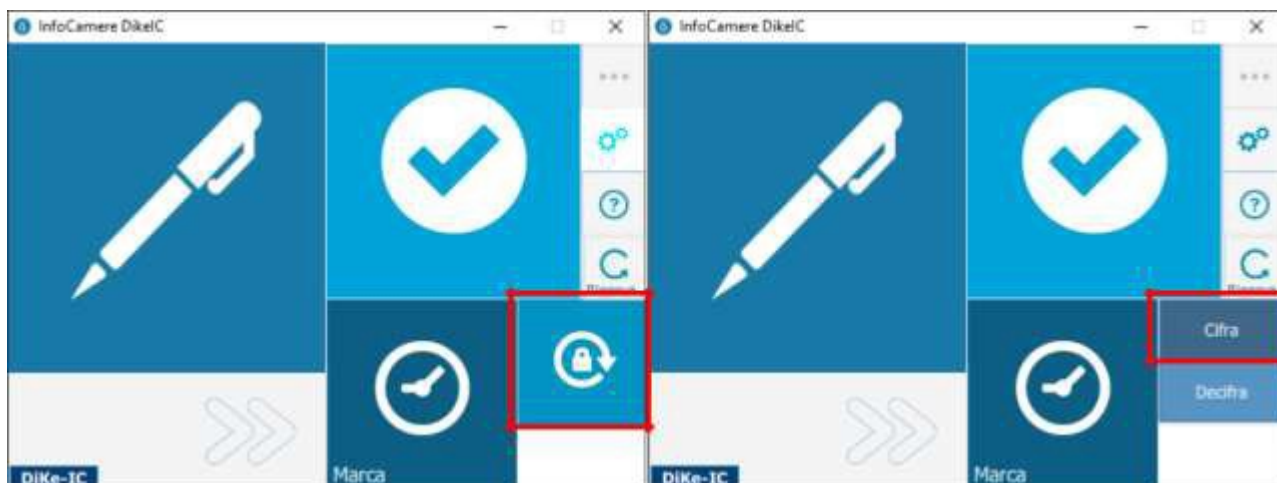 InfoCamere DikeIC
Marca
DiKe-IC
InfoCamere DikeIC
Cifra
Decifra
Marca
DiKe-IC